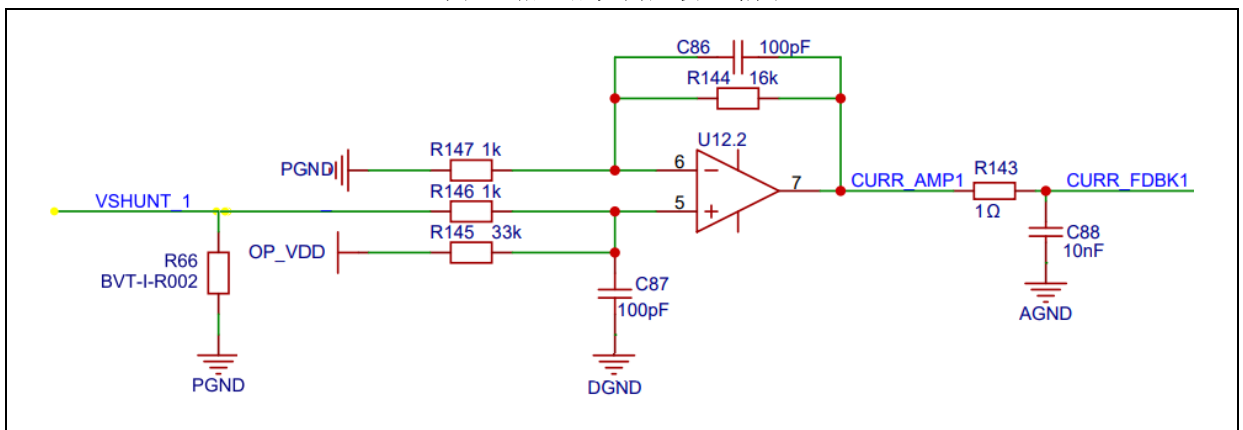 C86 100pF
R144 16k
U12.2
R147 1k
PGND
6
R143
VSHUNT_1
R146 1k
7
CURR_AMP1
CURR_FDBK1
5
R145 33k
1Ω
OP_VDD
R66
BVT-I-R002
C88
10nF
C87
100pF
AGND
PGND
DGND